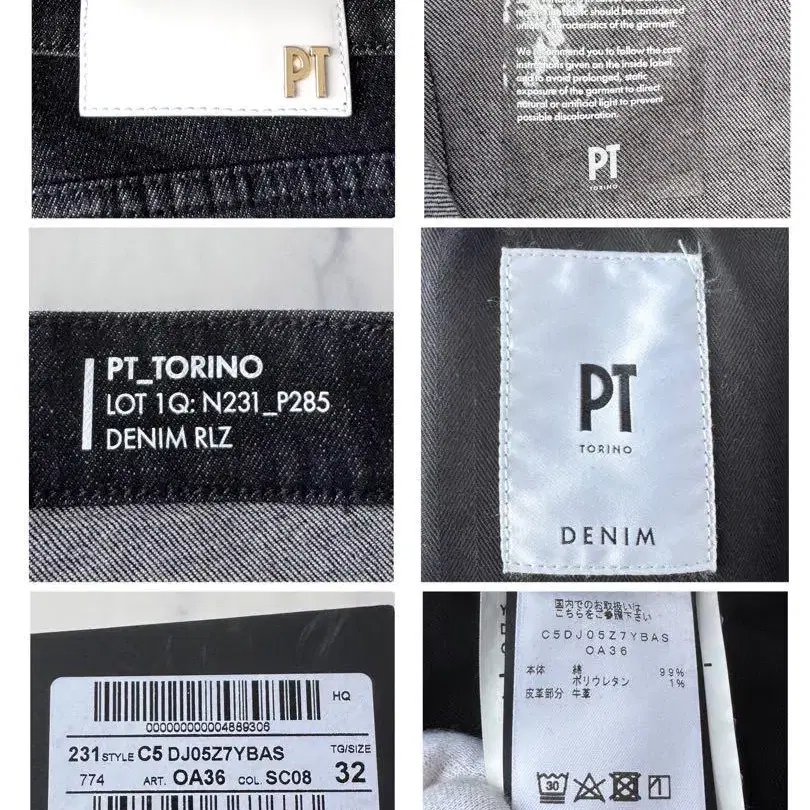 PT
should be considered
characteristics of the garment.
We recommend you to follow the care
instructions given on the inside label,
and to avoid prolonged, static
exposure of the garment to direct
natural or artificial light to prevent
possible discolouration.
PT
TORINO
PT_TORINO
LOT 1Q: N231_P285
DENIM RLZ
PT
TORINO
DENIM
HQ
000000000004889306
231 STYLE C5 DJ05Z7YBAS TG/SIZE
774 ART. OA36 COL. SC08 32
国内でのお取扱いは
こちらをご参照下さい
C5DJ05Z7YBAS
OA36
本体 綿 99%
ポリウレタン 1%
皮革部分 牛革
30